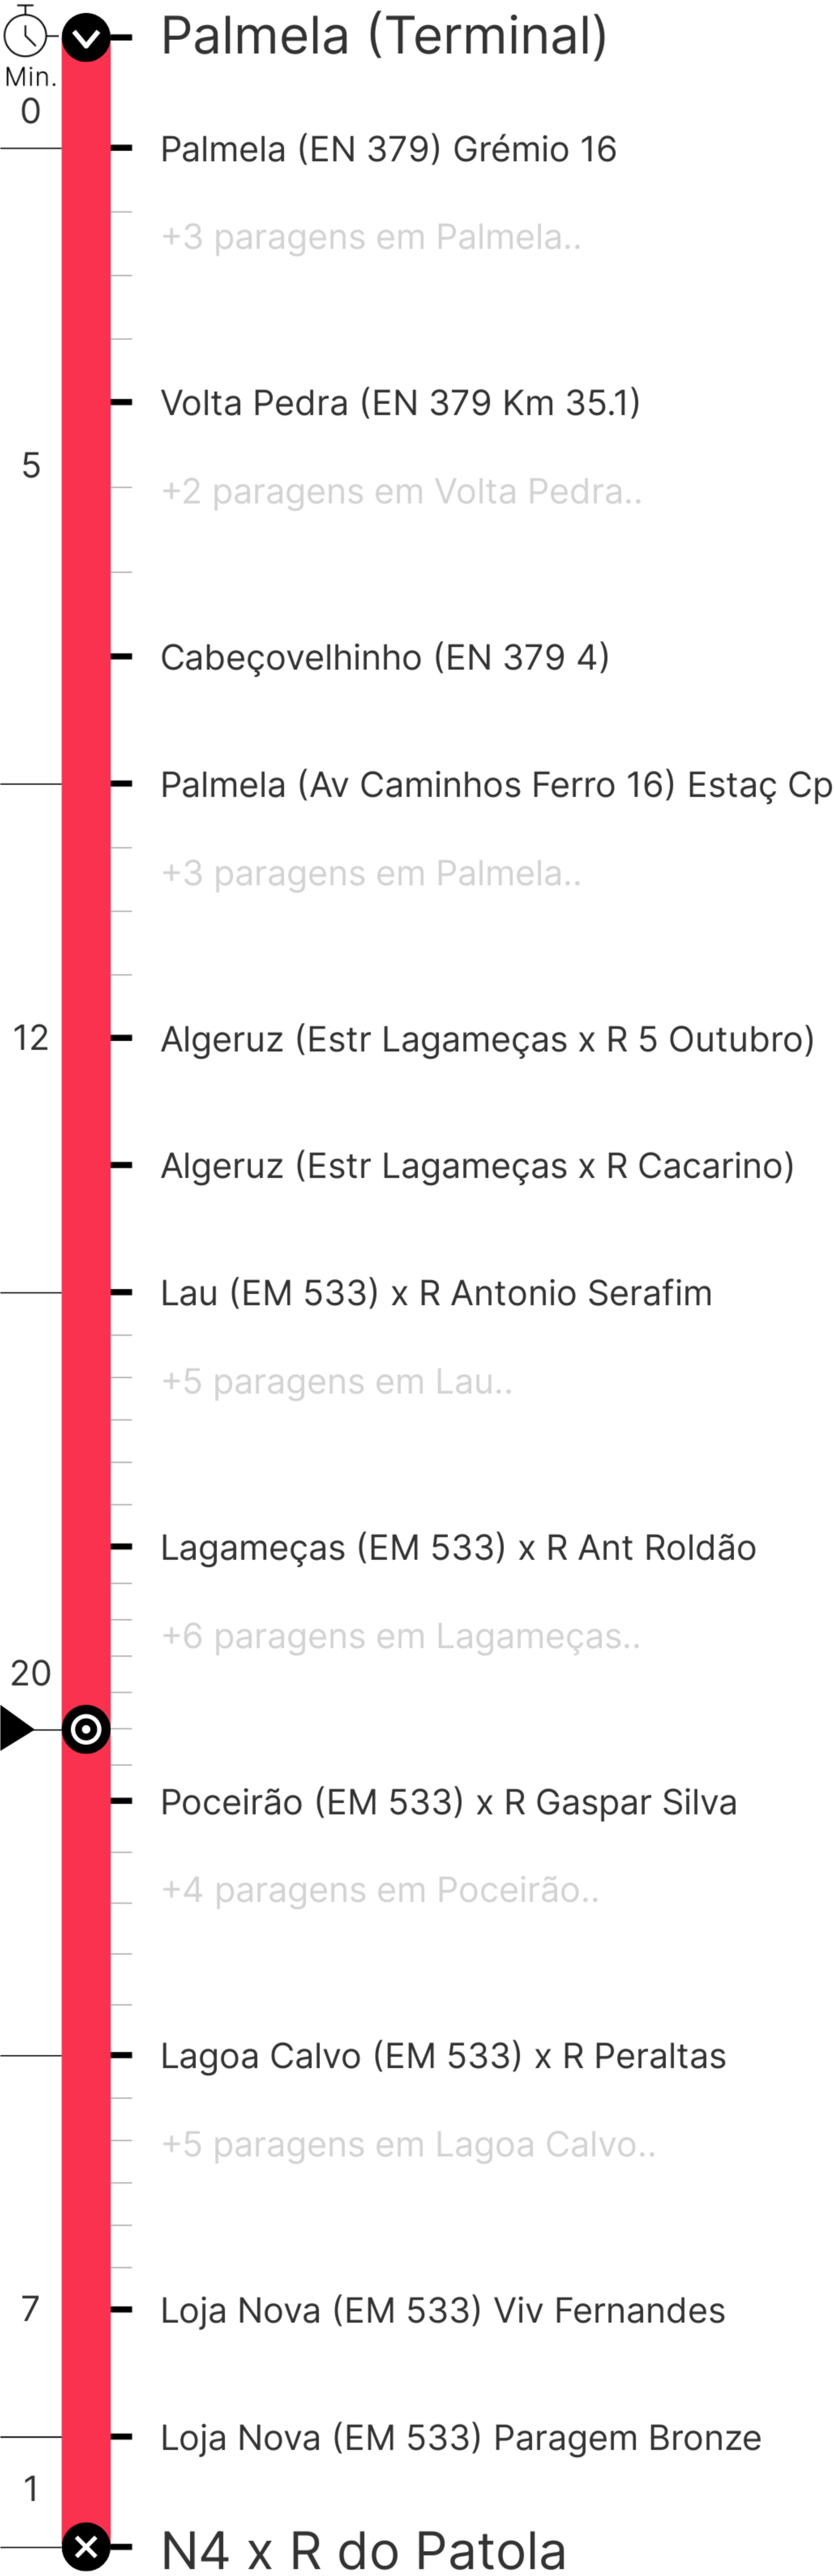 Palmela (Terminal)
Min.
0
Palmela (EN 379) Grémio 16
+3 paragens em Palmela..
Volta Pedra (EN 379 Km 35.1)
5
+2 paragens em Volta Pedra..
Cabeçovelhinho (EN 379 4)
Palmela (Av Caminhos Ferro 16) Estaç Cp
+3 paragens em Palmela..
12
Algeruz (Estr Lagameças x R 5 Outubro)
Algeruz (Estr Lagameças x R Cacarino)
Lau (EM 533) x R Antonio Serafim
+5 paragens em Lau..
Lagameças (EM 533) x R Ant Roldão
+6 paragens em Lagameças..
20
Poceirão (EM 533) x R Gaspar Silva
+4 paragens em Poceirão..
Lagoa Calvo (EM 533) x R Peraltas
+5 paragens em Lagoa Calvo..
7
Loja Nova (EM 533) Viv Fernandes
Loja Nova (EM 533) Paragem Bronze
1
N4 x R do Patola